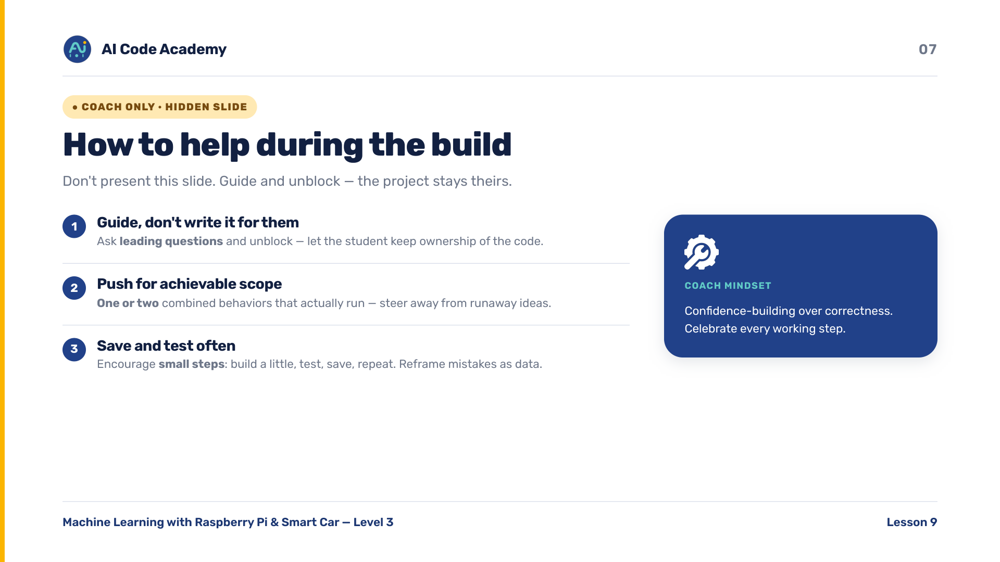 AI Code Academy
07
• COACH ONLY • HIDDEN SLIDE
How to help during the build
Don't present this slide. Guide and unblock — the project stays theirs.
1
Guide, don't write it for them
Ask leading questions and unblock — let the student keep ownership of the code.
2
Push for achievable scope
One or two combined behaviors that actually run — steer away from runaway ideas.
3
Save and test often
Encourage small steps: build a little, test, save, repeat. Reframe mistakes as data.
COACH MINDSET
Confidence-building over correctness.
Celebrate every working step.
Machine Learning with Raspberry Pi & Smart Car — Level 3
Lesson 9